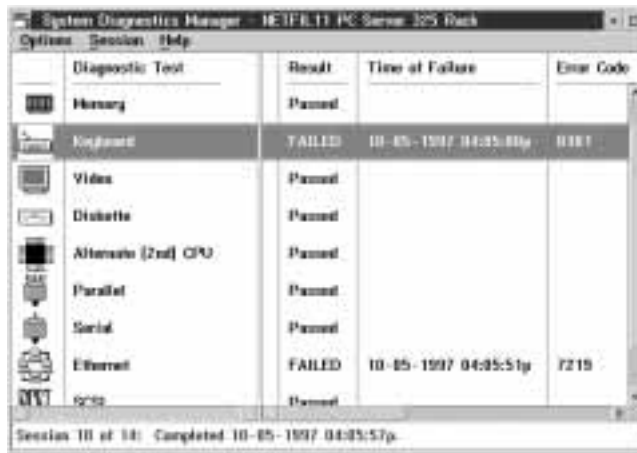 System Diagnostics Manager - NETFIL11 PC Server 325 Rack
Options Session Help
Diagnostic Test Result Time of Failure Error Code
Memory Passed
Keyboard FAILED 10-05-1997
Video Passed
Diskette Passed
Alternate [2nd] CPU Passed
Parallel Passed
Serial Passed
Ethernet FAILED 10-05-1997 04:05:51p 7219
SCSI Passed
Session 10 of 14: Completed 10-05-1997 04:05:57p.